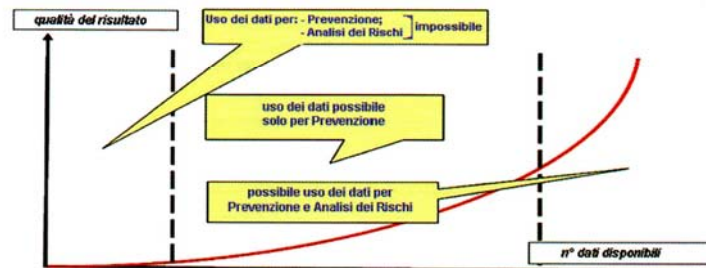 qualità del risultato
Uso dei dati per: - Prevenzione;
- Analisi dei Rischi
impossibile
uso dei dati possibile
solo per Prevenzione
possibile uso dei dati per
Prevenzione e Analisi dei Rischi
n° dati disponibili